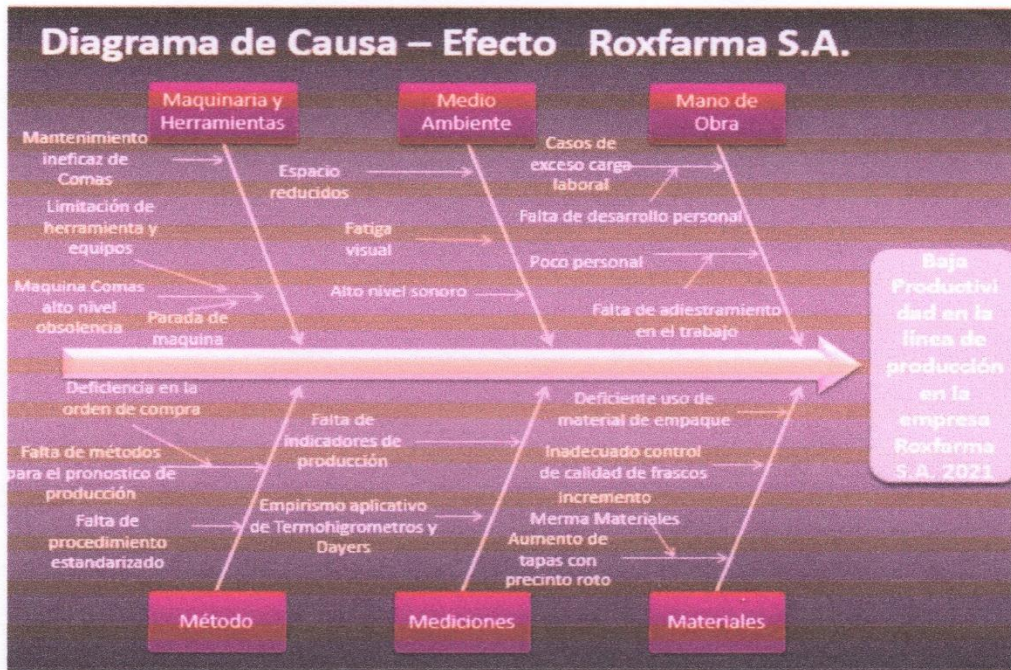 Diagrama de Causa – Efecto Roxfarma S.A.
Maquinaria y
Herramientas
Medio
Ambiente
Mano de
Obra
Mantenimiento
ineficaz de
Comas
Limitación de
herramienta y
equipos
Maquina Comas
alto nivel
obsolencia
Parada de
maquina
Espacio
reducidos
Fatiga
visual
Alto nivel sonoro
Casos de
exceso carga
laboral
Falta de desarrollo personal
Poco personal
Falta de adiestramiento
en el trabajo
Baja
Productivi
dad en la
línea de
producción
en la
empresa
Roxfarma
S.A. 2021
Deficiencia en la
orden de compra
Falta de métodos
para el pronostico de
producción
Falta de
procedimiento
estandarizado
Falta de
indicadores de
producción
Empirismo aplicativo
de Termohigrometros y
Dayers
Deficiente uso de
material de empaque
Inadecuado control
de calidad de frascos
Incremento
Merma Materiales
Aumento de
tapas con
precinto roto
Método
Mediciones
Materiales